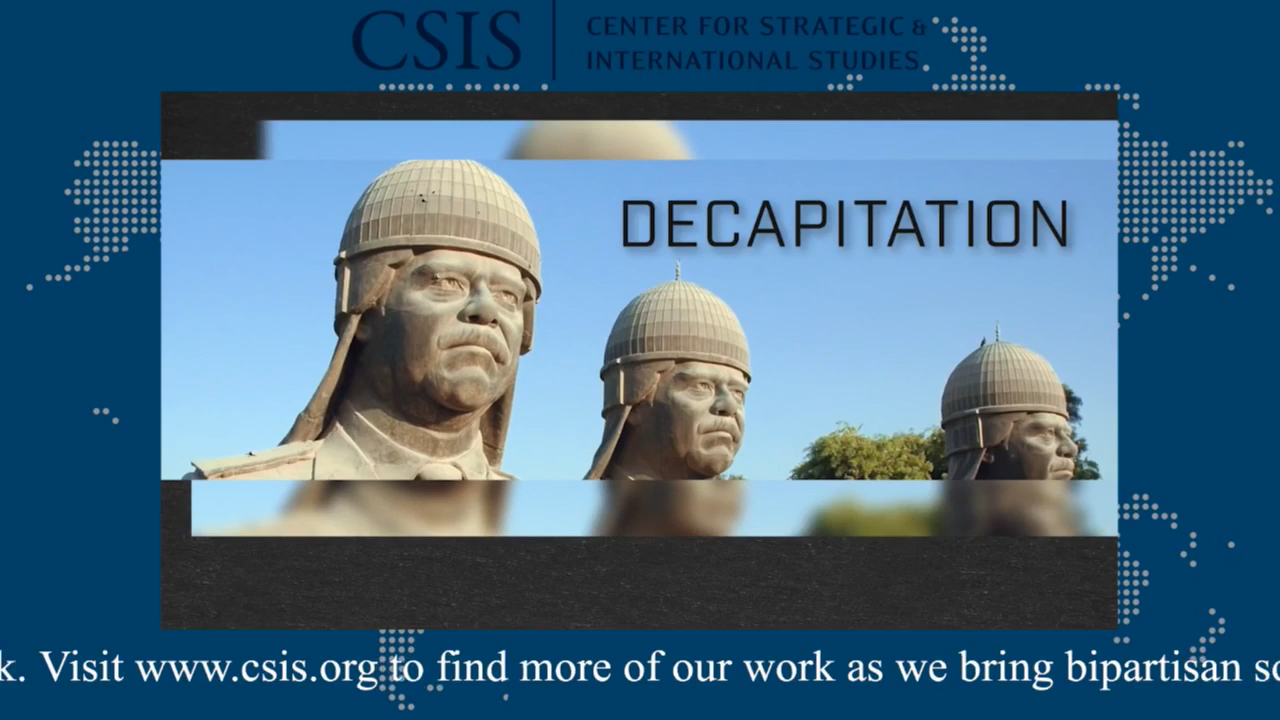 CSIS
CENTER FOR STRATEGIC &
INTERNATIONAL STUDIES
DECAPITATION
k. Visit www.csis.org to find more of our work as we bring bipartisan